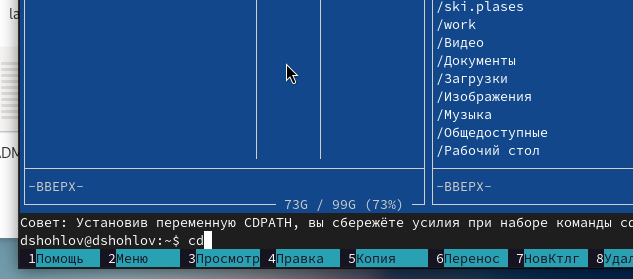 la
/ski.plases
/work
/Видео
/Документы
/Загрузки
/Изображения
/Музыка
/Общедоступные
/Рабочий стол
-ВВЕРХ-
-ВВЕРХ-
73G / 99G (73%)
Совет: Установив переменную CDPATH, вы сбережёте усилия при наборе команды cd
dshohlov@dshohlov:~$ cd
1Помощь 2Меню 3Просмотр 4Правка 5Копия 6Перенос 7НовКтлг 8Удал